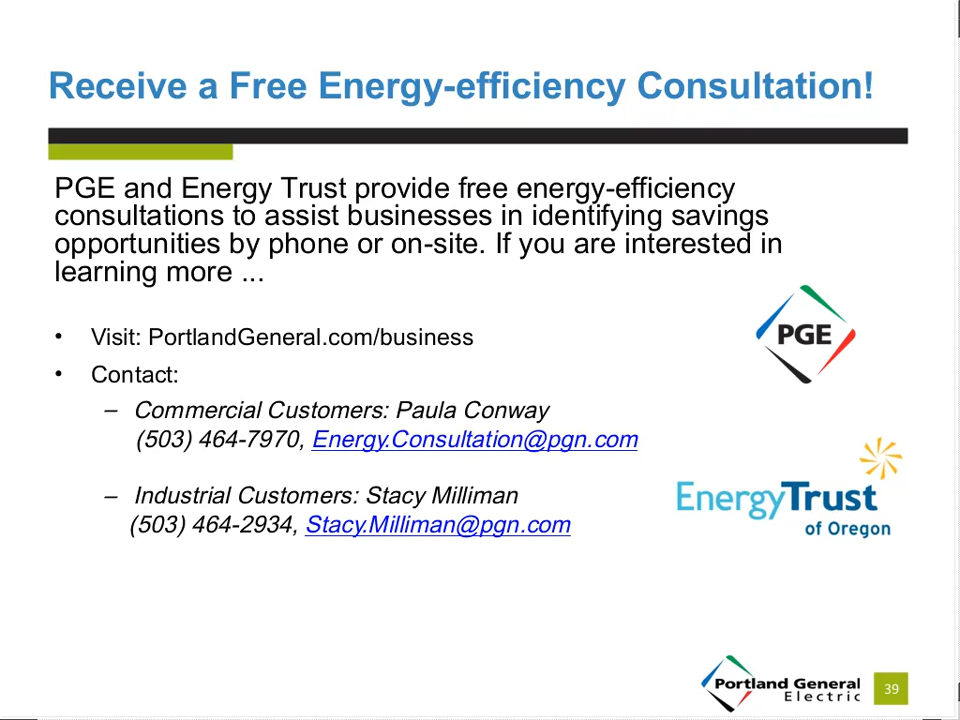 Receive a Free Energy-efficiency Consultation!
PGE and Energy Trust provide free energy-efficiency
consultations to assist businesses in identifying savings
opportunities by phone or on-site. If you are interested in
learning more ...
• Visit: PortlandGeneral.com/business
• Contact:
– Commercial Customers: Paula Conway
(503) 464-7970, Energy.Consultation@pgn.com
– Industrial Customers: Stacy Milliman
(503) 464-2934, Stacy.Milliman@pgn.com
PGE
EnergyTrust
of Oregon
Portland General
Electric
39